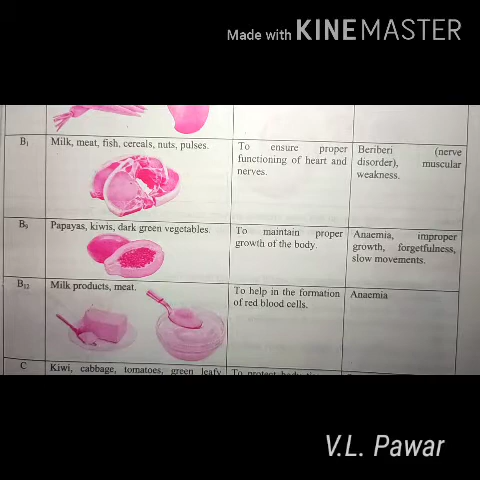 Made with KINEMASTER
B1 Milk, meat, fish, cereals, nuts, pulses. To ensure proper functioning of heart and nerves. Beriberi (nerve disorder), muscular weakness.
B9 Papayas, kiwis, dark green vegetables. To maintain proper growth of the body. Anaemia, improper growth, forgetfulness, slow movements.
B12 Milk products, meat. To help in the formation of red blood cells. Anaemia
C Kiwi, cabbage, tomatoes, green leafy To protect body
V.L. Pawar